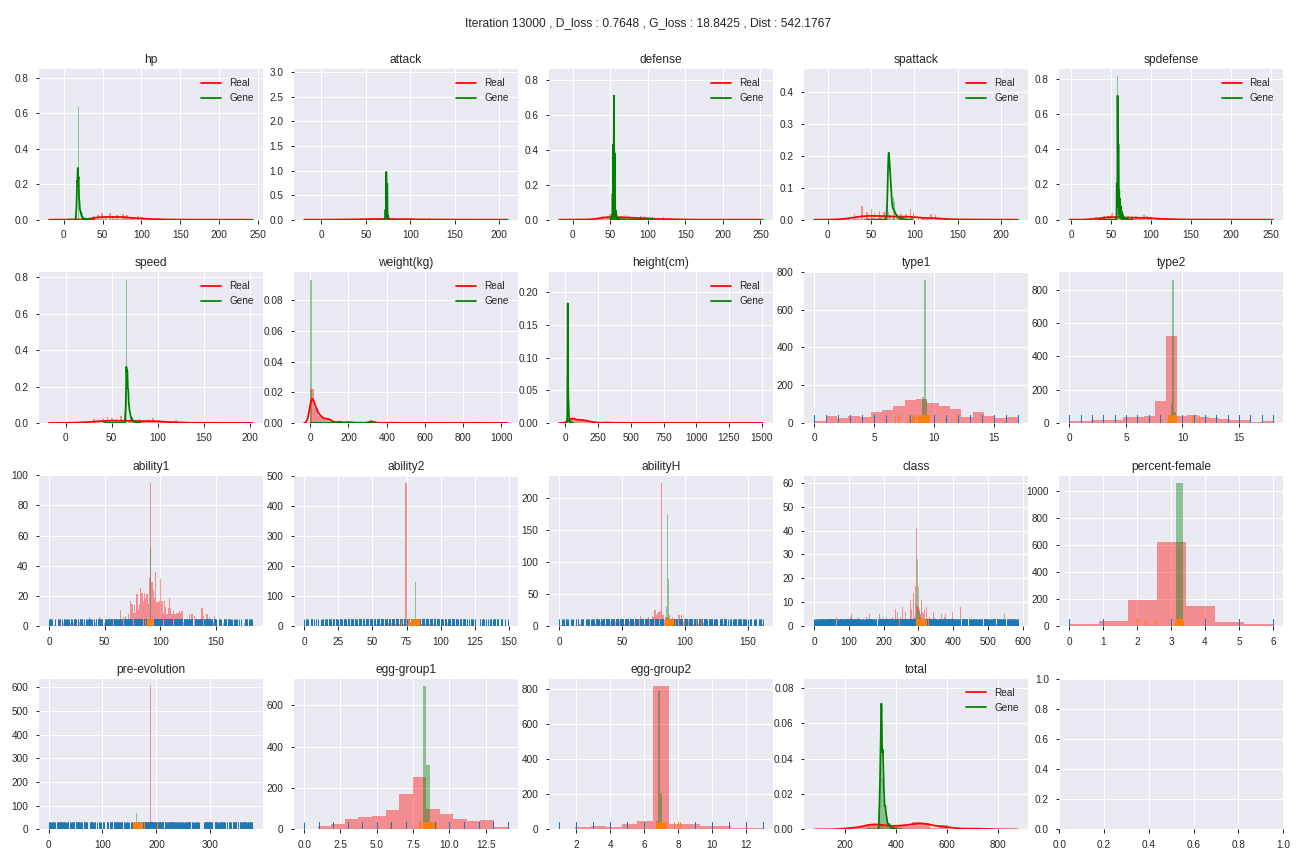 Iteration 13000 , D_loss : 0.7648 , G_loss : 18.8425 , Dist : 542.1767
hp attack defense spattack spdefense
0.8 0.6 0.4 0.2 0.0
0 50 100 150 200 250
Real
Gene
3.0 2.5 2.0 1.5 1.0 0.5 0.0
0 50 100 150 200
Real
Gene
0.8 0.6 0.4 0.2 0.0
0 50 100 150 200 250
Real
Gene
0.4 0.3 0.2 0.1 0.0
0 50 100 150 200
Real
Gene
0.8 0.6 0.4 0.2 0.0
0 50 100 150 200 250
Real
Gene
speed weight(kg) height(cm) type1 type2
0.8 0.6 0.4 0.2 0.0
0 50 100 150 200
Real
Gene
0.08 0.06 0.04 0.02 0.00
0 200 400 600 800 1000
Real
Gene
0.20 0.15 0.10 0.05 0.00
0 250 500 750 1000 1250 1500
Real
Gene
800 600 400 200 0
0 5 10 15
800 600 400 200 0
0 5 10 15
ability1 ability2 abilityH class percent-female
100 80 60 40 20 0
0 50 100 150
500 400 300 200 100 0
0 25 50 75 100 125 150
200 150 100 50 0
0 50 100 150
60 50 40 30 20 10 0
0 100 200 300 400 500 600
1000 800 600 400 200 0
0 1 2 3 4 5 6
pre-evolution egg-group1 egg-group2 total
600 500 400 300 200 100 0
0 100 200 300
600 400 200 0
0.0 2.5 5.0 7.5 10.0 12.5
800 600 400 200 0
2 4 6 8 10 12
0.08 0.06 0.04 0.02 0.00
200 400 600 800
Real
Gene
1.0 0.8 0.6 0.4 0.2 0.0
0.0 0.2 0.4 0.6 0.8 1.0